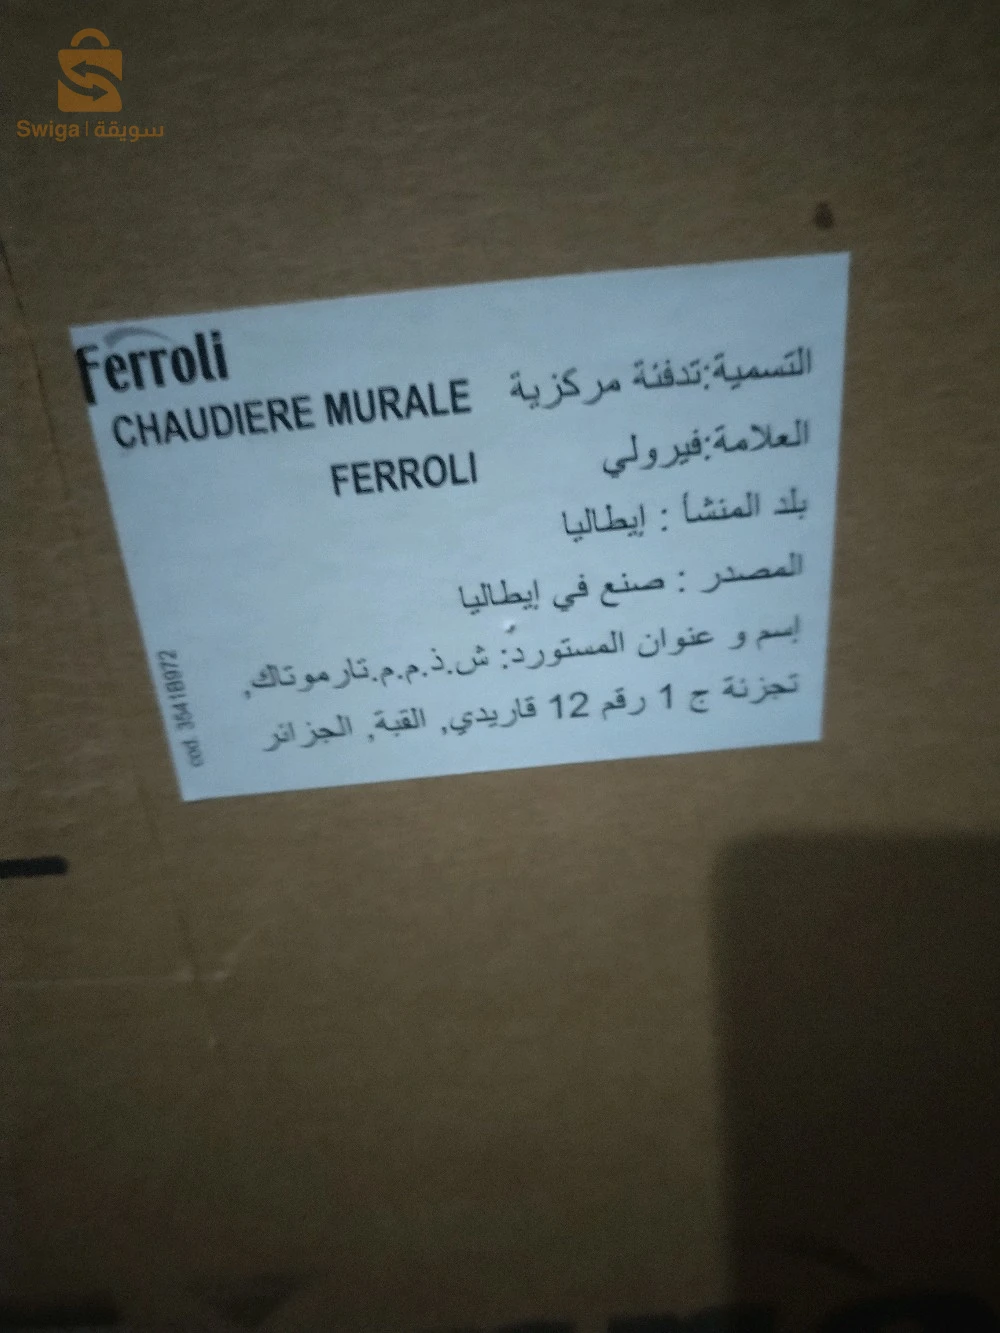 Swiga | سويقة
Ferroli
CHAUDIERE MURALE التسمية:تدفئة مركزية
FERROLI العلامة:فيرولي
بلد المنشأ : إيطاليا
المصدر : صنع في إيطاليا
إسم و عنوان المستورد: ش.ذ.م.م.تارموتاك,
تجزئة ج 1 رقم 12 قاريدي, القبة, الجزائر
cod. 3541B972